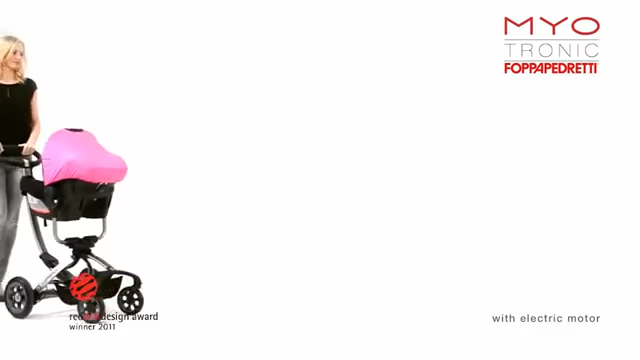 MYO
TRONIC
FOPPAPEDRETTI
design award
winner 2011
with electric motor